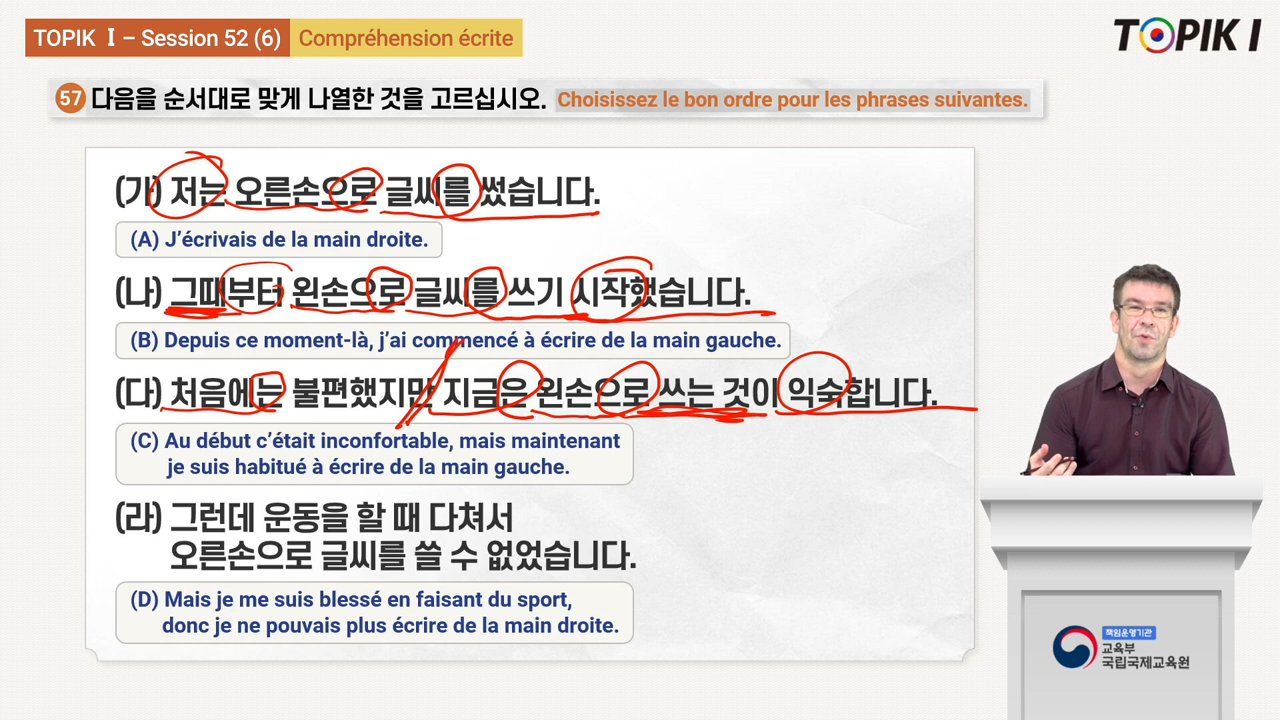 TOPIK Ⅰ – Session 52 (6) Compréhension écrite
TOPIK I
57 다음을 순서대로 맞게 나열한 것을 고르십시오. Choisissez le bon ordre pour les phrases suivantes.
(가) 저는 오른손으로 글씨를 썼습니다.
(A) J'écrivais de la main droite.
(나) 그때부터 왼손으로 글씨를 쓰기 시작했습니다.
(B) Depuis ce moment-là, j'ai commencé à écrire de la main gauche.
(다) 처음에는 불편했지만 지금은 왼손으로 쓰는 것이 익숙합니다.
(C) Au début c'était inconfortable, mais maintenant
je suis habitué à écrire de la main gauche.
(라) 그런데 운동을 할 때 다쳐서
오른손으로 글씨를 쓸 수 없었습니다.
(D) Mais je me suis blessé en faisant du sport,
donc je ne pouvais plus écrire de la main droite.
책임운영기관
교육부
국립국제교육원